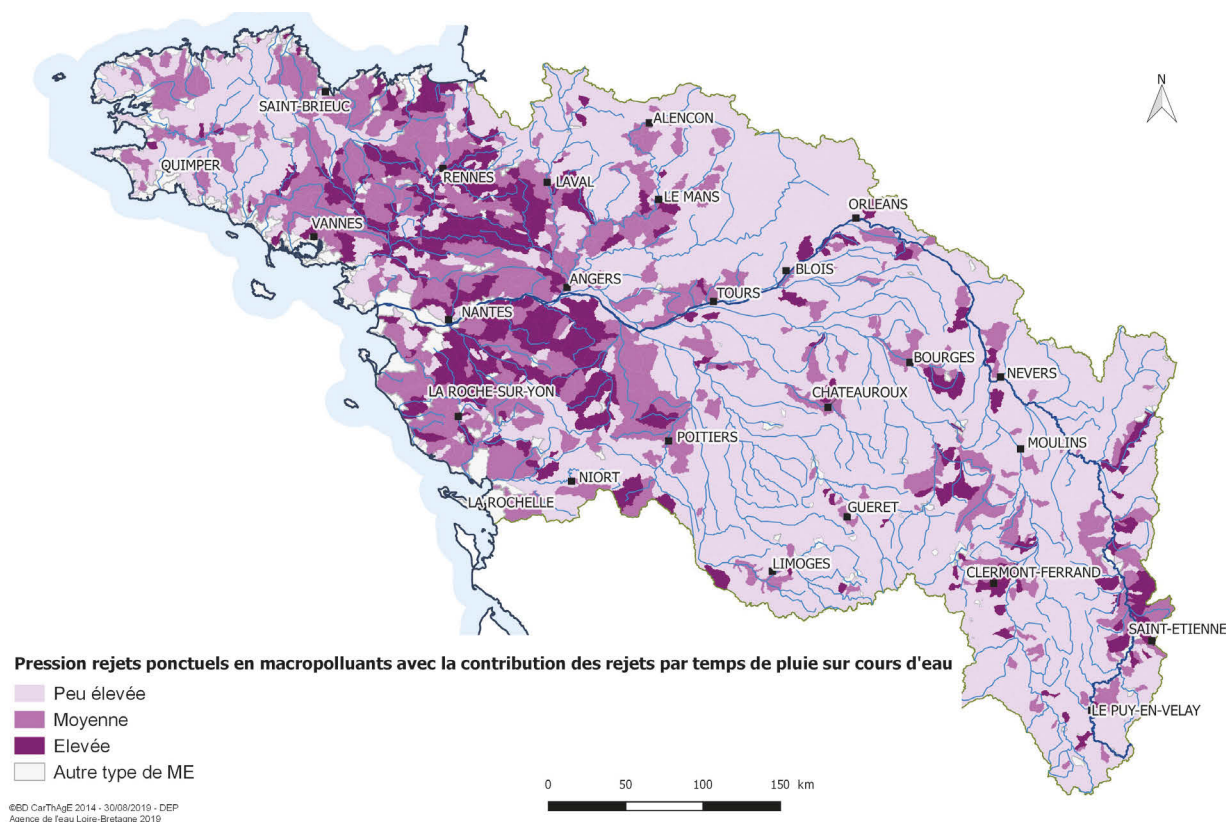 N
SAINT-BRIEUC
ALENCON
QUIMPER
RENNES
LAVAL
LE MANS
ORLEANS
VANNES
BLOIS
ANGERS
TOURS
NANTES
BOURGES
NEVERS
LA ROCHE-SUR-YON
CHATEAUROUX
POITIERS
MOULINS
NIORT
LA ROCHELLE
GUERET
LIMOGES
CLERMONT-FERRAND
SAINT-ETIENNE
LE PUY-EN-VELAY
Pression rejets ponctuels en macropolluants avec la contribution des rejets par temps de pluie sur cours d'eau
Peu élevée
Moyenne
Elevée
Autre type de ME
0 50 100 150 km
©BD CarThAgE 2014 - 30/08/2019 - DEP
Agence de l'eau Loire-Bretagne 2019